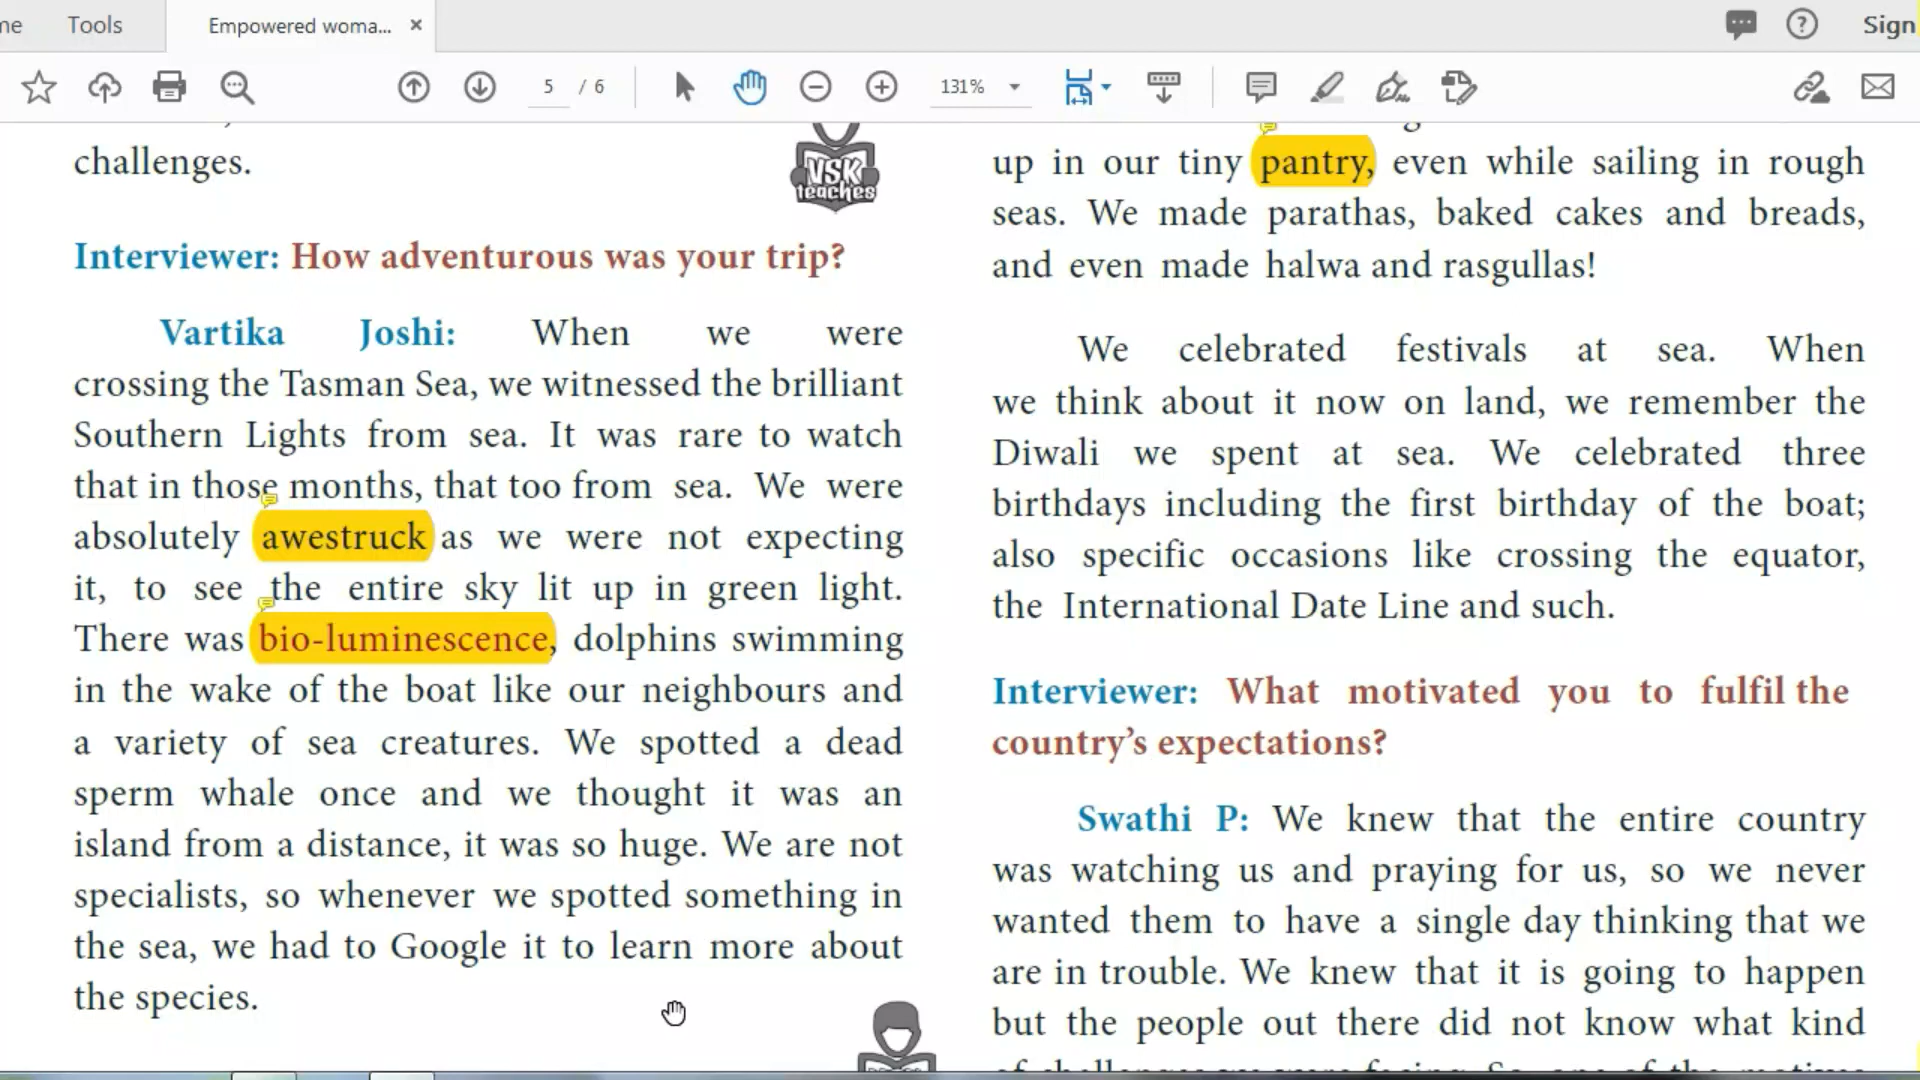 me
Tools
Empowered woma... ×
Sign
5 / 6
131%
challenges.
VSK
teaches
Interviewer: How adventurous was your trip?
Vartika Joshi: When we were
crossing the Tasman Sea, we witnessed the brilliant
Southern Lights from sea. It was rare to watch
that in those months, that too from sea. We were
absolutely awestruck as we were not expecting
it, to see the entire sky lit up in green light.
There was bio-luminescence, dolphins swimming
in the wake of the boat like our neighbours and
a variety of sea creatures. We spotted a dead
sperm whale once and we thought it was an
island from a distance, it was so huge. We are not
specialists, so whenever we spotted something in
the sea, we had to Google it to learn more about
the species.
up in our tiny pantry, even while sailing in rough
seas. We made parathas, baked cakes and breads,
and even made halwa and rasgullas!
We celebrated festivals at sea. When
we think about it now on land, we remember the
Diwali we spent at sea. We celebrated three
birthdays including the first birthday of the boat;
also specific occasions like crossing the equator,
the International Date Line and such.
Interviewer: What motivated you to fulfil the
country's expectations?
Swathi P: We knew that the entire country
was watching us and praying for us, so we never
wanted them to have a single day thinking that we
are in trouble. We knew that it is going to happen
but the people out there did not know what kind